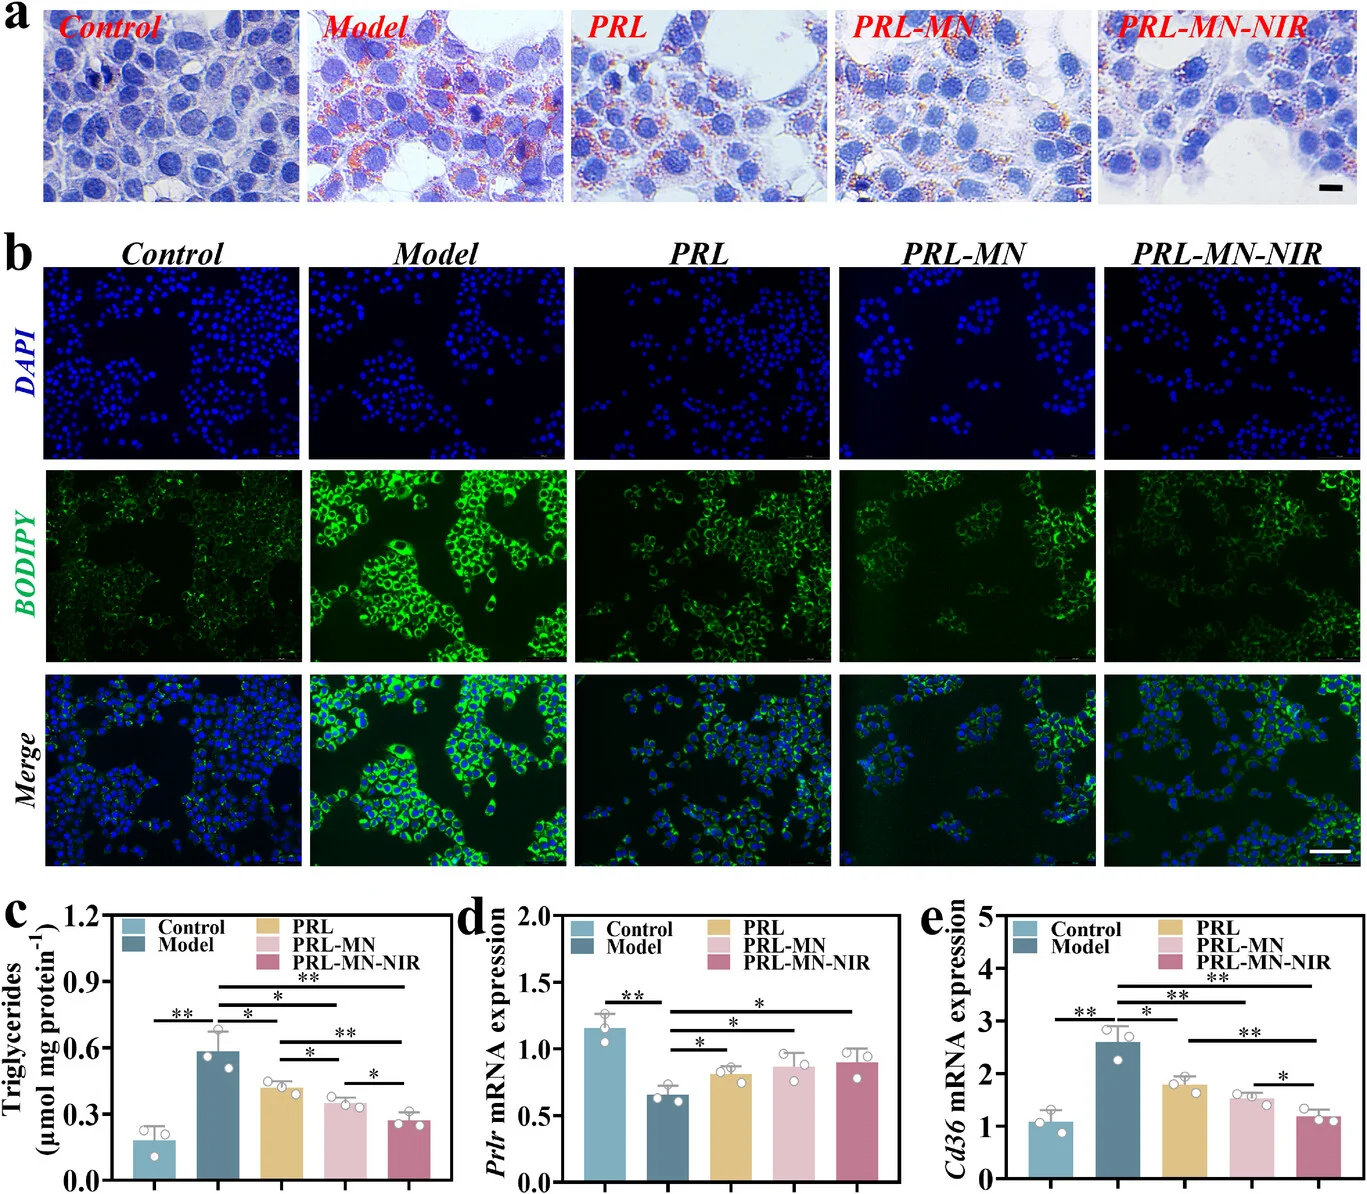 a
Control Model PRL PRL-MN PRL-MN-NIR
b
Control Model PRL PRL-MN PRL-MN-NIR
DAPI
BODIPY
Merge
c
Triglycerides
(μmol mg protein⁻¹)
1.2
0.9
0.6
0.3
0.0
Control
Model
PRL
PRL-MN
PRL-MN-NIR
**
*
** *
**
*
*
d
Prlr mRNA expression
2.0
1.5
1.0
0.5
0.0
Control
Model
PRL
PRL-MN
PRL-MN-NIR
**
*
*
*
e
Cd36 mRNA expression
5
4
3
2
1
0
Control
Model
PRL
PRL-MN
PRL-MN-NIR
**
**
** *
**
*